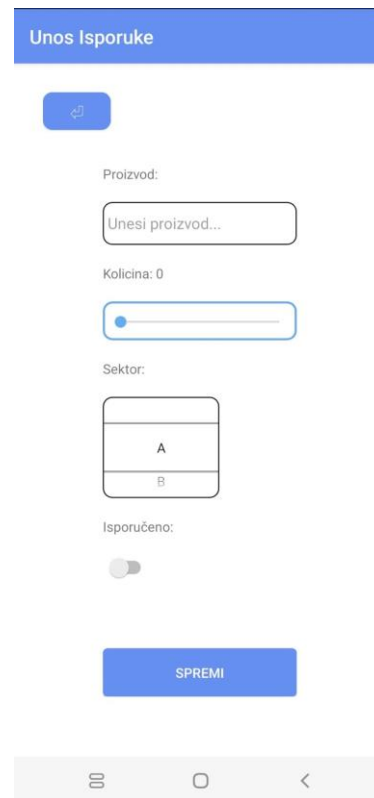 Unos Isporuke
⏎
Proizvod:
Unesi proizvod...
Kolicina: 0
Sektor:
A
B
Isporučeno:
SPREMI